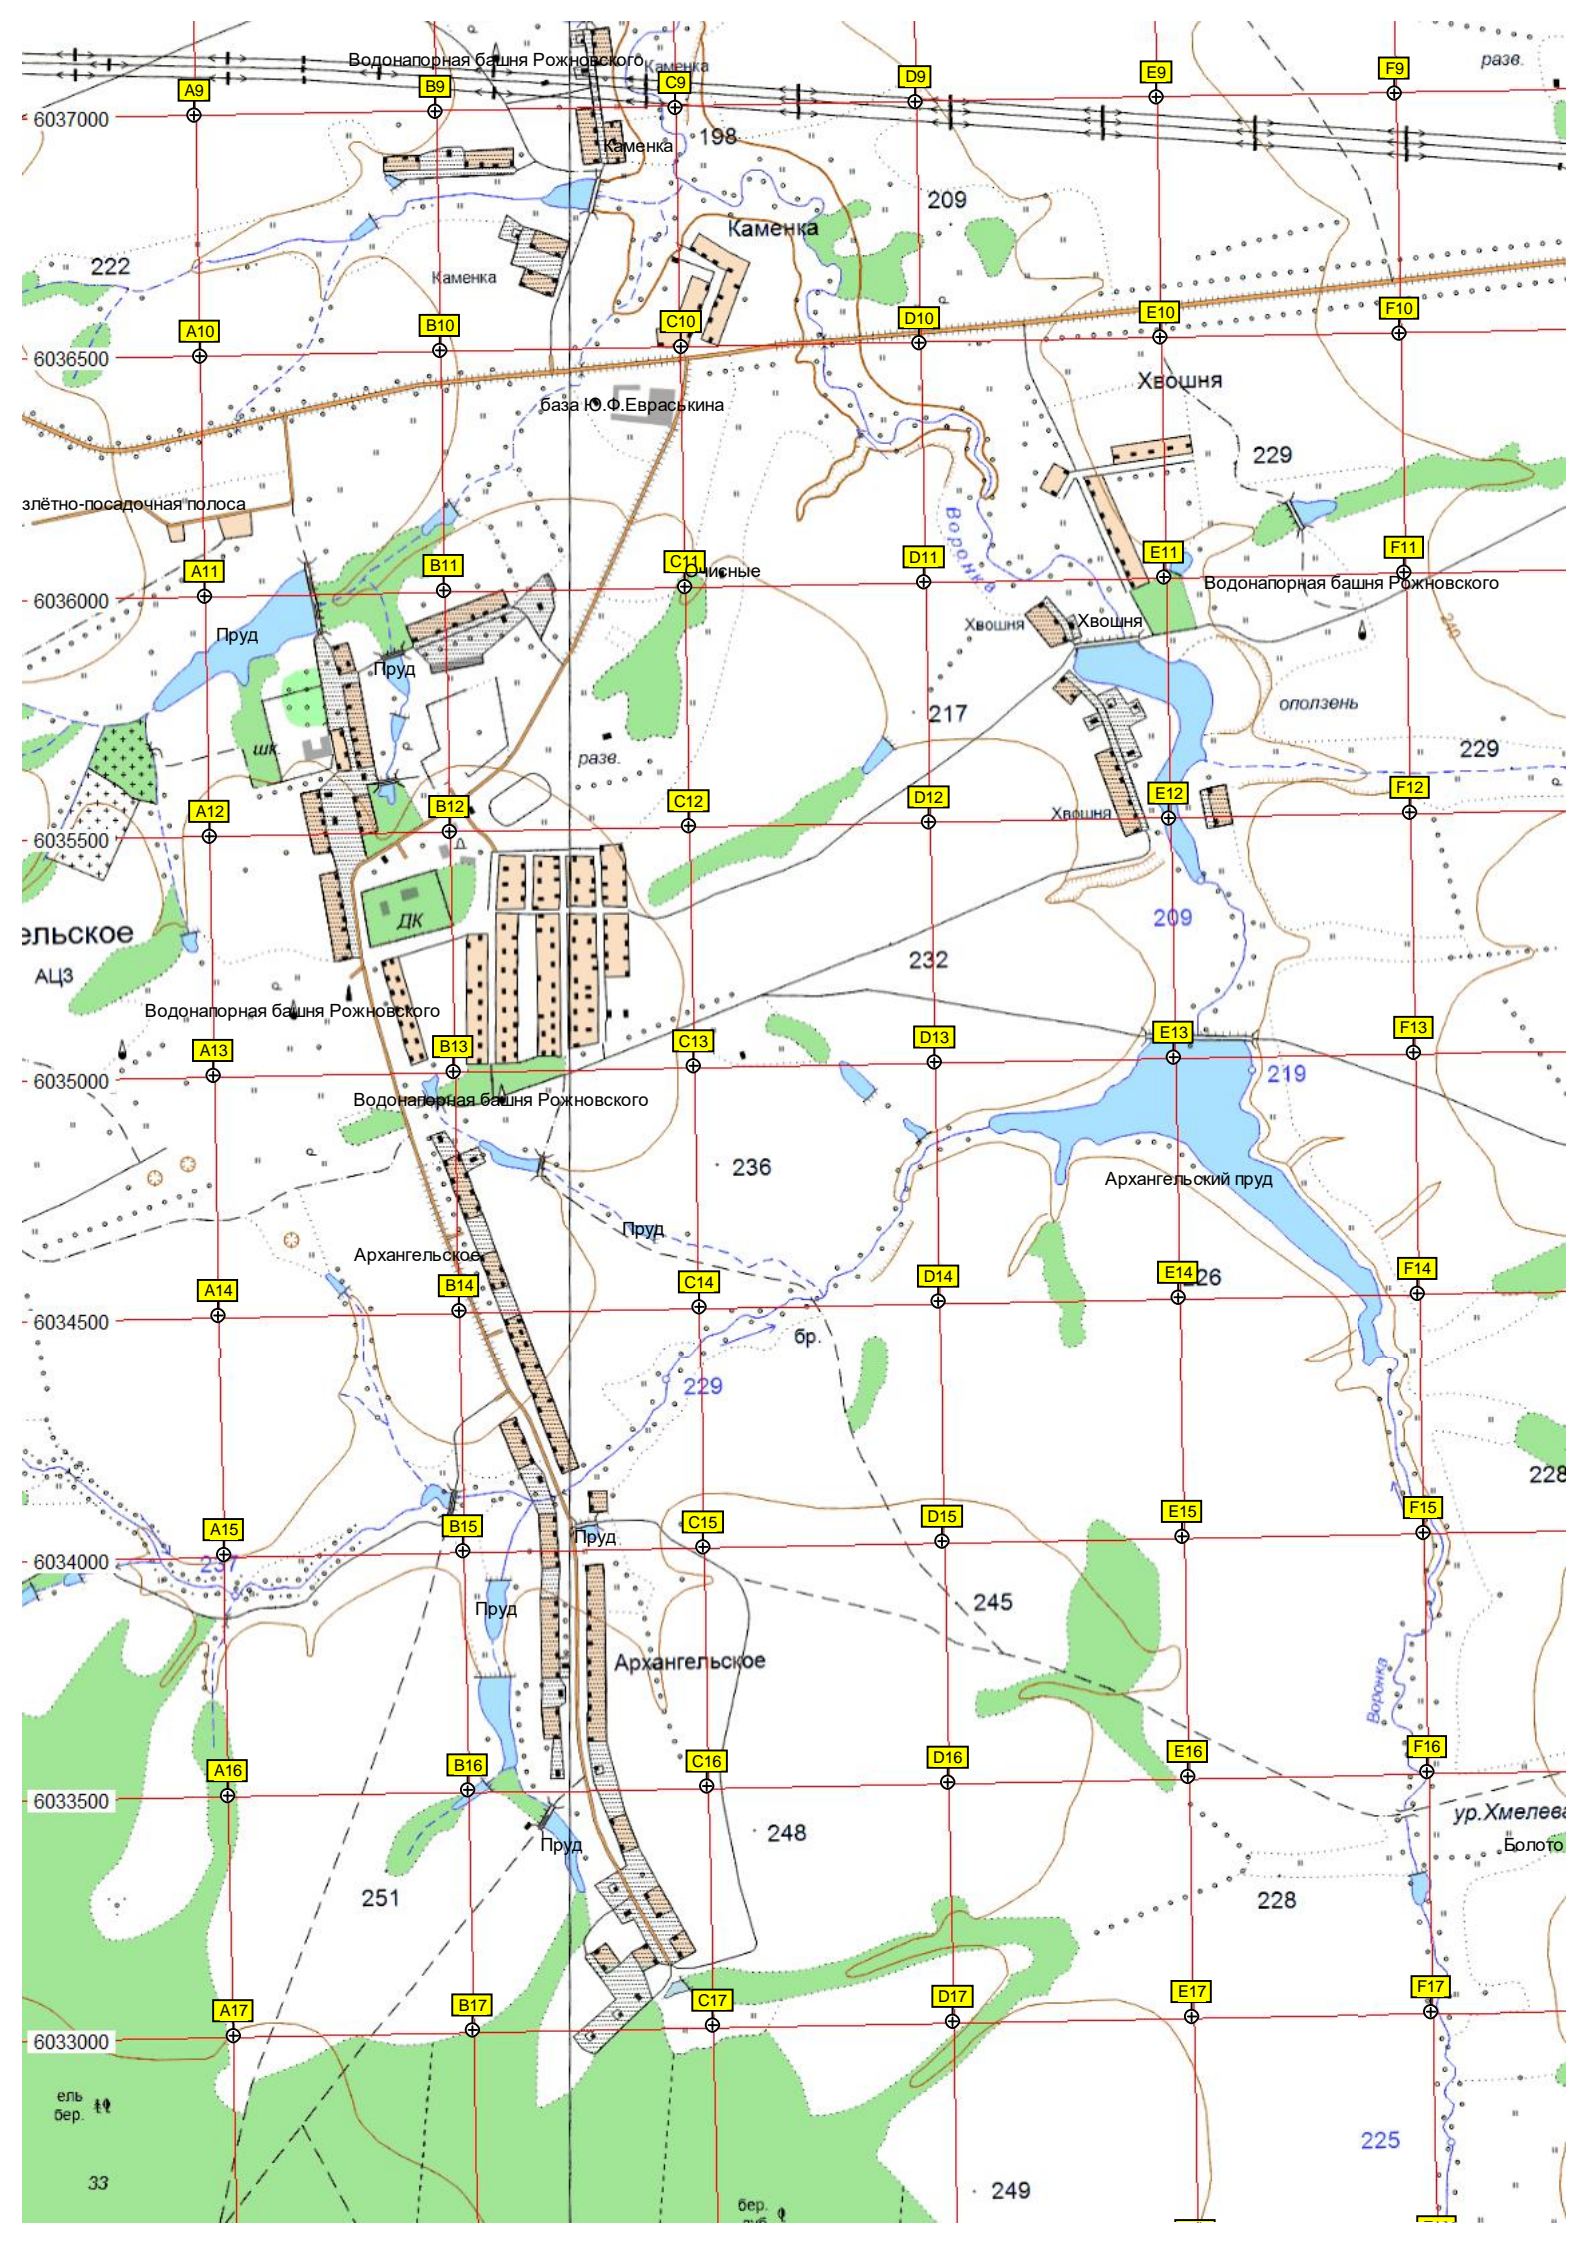 разв.
Водонапорная башня Рожновского
Каменка
A9 B9 C9 D9 E9 F9
6037000
198
Каменка
209
Каменка
222
Каменка
A10 B10 C10 D10 E10 F10
6036500
Хвошня
база Ю.Ф.Евраськина
229
злётно-посадочная полоса
Воронка
A11 B11 C11 D11 E11 F11
Очисные
Водонапорная башня Рожновского
6036000
240
Хвошня
Хвошня
Пруд
Пруд
оползень
217
шк.
разв.
229
A12 B12 C12 D12 E12 F12
Хвошня
6035500
209
ДК
ельское
232
АЦЗ
Водонапорная башня Рожновского
A13 B13 C13 D13 E13 F13
6035000
219
Водонапорная башня Рожновского
236
Архангельский пруд
Пруд
Архангельское
A14 B14 C14 D14 E14 F14
26
6034500
бр.
229
228
A15 B15 C15 D15 E15 F15
Пруд
6034000
237
245
Пруд
Архангельское
Воронка
A16 B16 C16 D16 E16 F16
6033500
ур.Хмелева
248
Пруд
Болото
251
228
A17 B17 C17 D17 E17 F17
6033000
ель
бер.
225
33
249
бер.